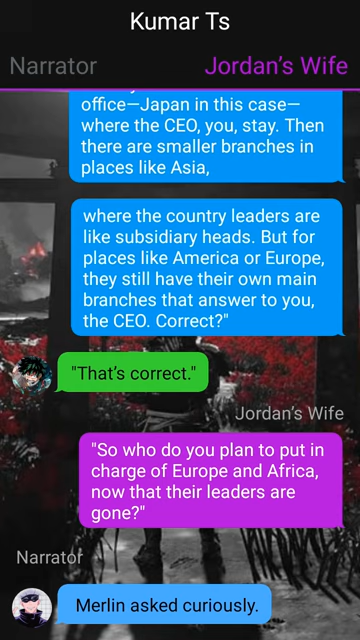 Kumar Ts
Narrator
Jordan’s Wife
office—Japan in this case—
where the CEO, you, stay. Then
there are smaller branches in
places like Asia,
where the country leaders are
like subsidiary heads. But for
places like America or Europe,
they still have their own main
branches that answer to you,
the CEO. Correct?"
"That’s correct."
Jordan’s Wife
"So who do you plan to put in
charge of Europe and Africa,
now that their leaders are
gone?"
Narrator
Merlin asked curiously.